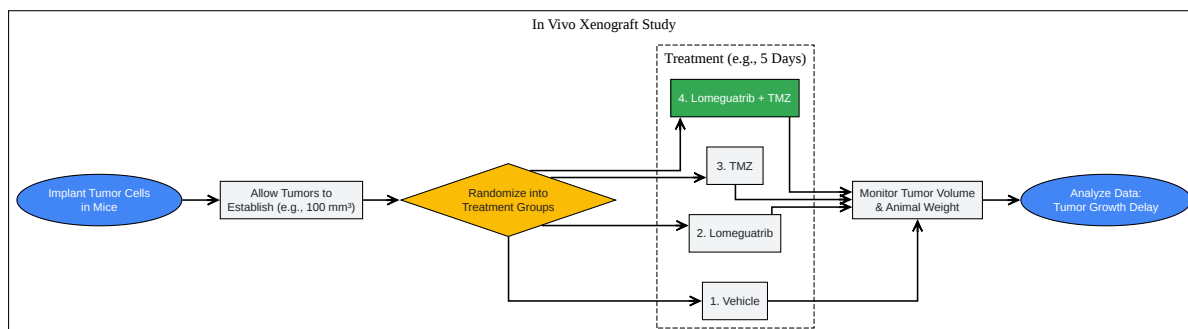 In Vivo Xenograft Study
Treatment (e.g., 5 Days)
4. Lomeguatrib + TMZ
3. TMZ
Implant Tumor Cells
in Mice
Allow Tumors to
Establish (e.g., 100 mm³)
Randomize into
Treatment Groups
Monitor Tumor Volume
& Animal Weight
Analyze Data:
Tumor Growth Delay
2. Lomeguatrib
1. Vehicle